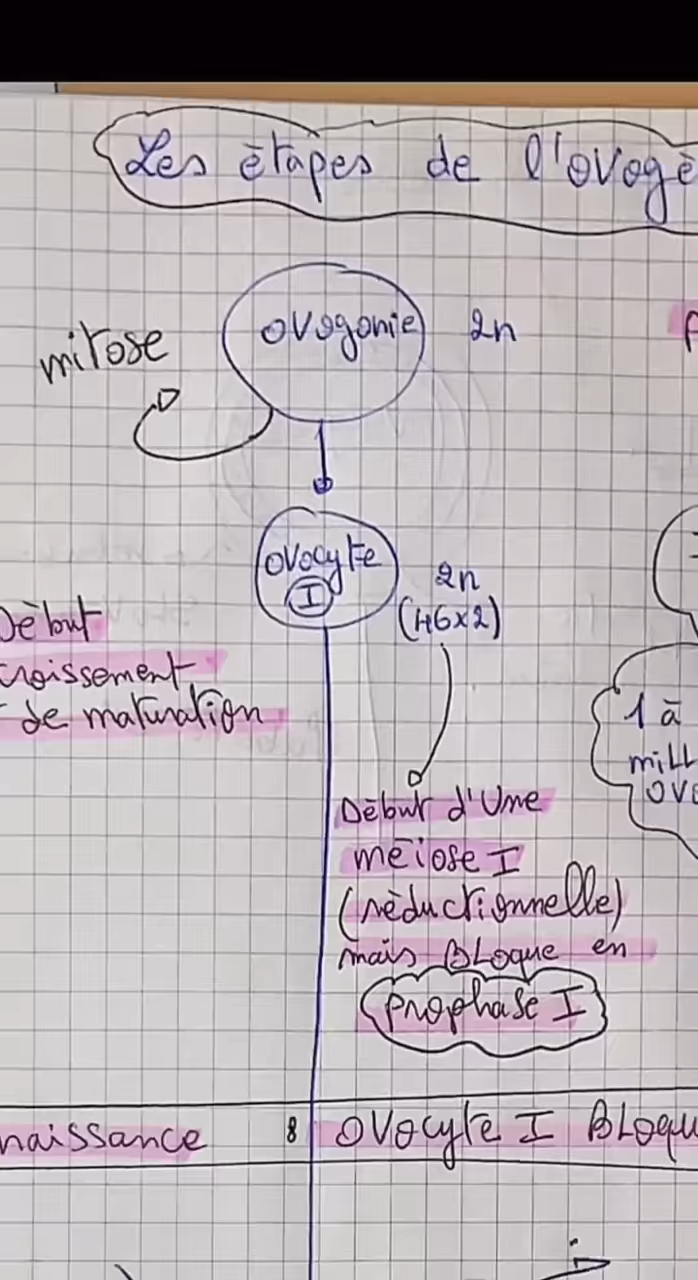 Les étapes de l'ovogè
mitose
ovogonie
2n
ovocyte
I
2n
(46x2)
Début
croissement
de maturation
1 à
mill
ovo
Début d'Une
méiose I
(réductionnelle)
mais Bloque en
prophase I
naissance : ovocyte I Bloqu